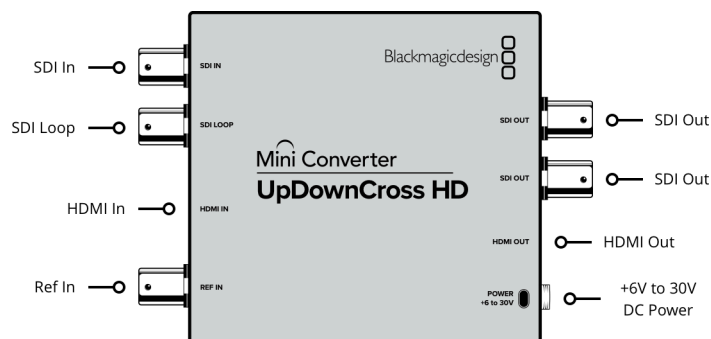 Blackmagicdesign
SDI In
SDI IN
SDI Loop
SDI LOOP
SDI OUT
SDI Out
Mini Converter
UpDownCross HD
SDI OUT
SDI Out
HDMI In
HDMI IN
HDMI OUT
HDMI Out
Ref In
REF IN
POWER
+6 to 30V
+6V to 30V
DC Power